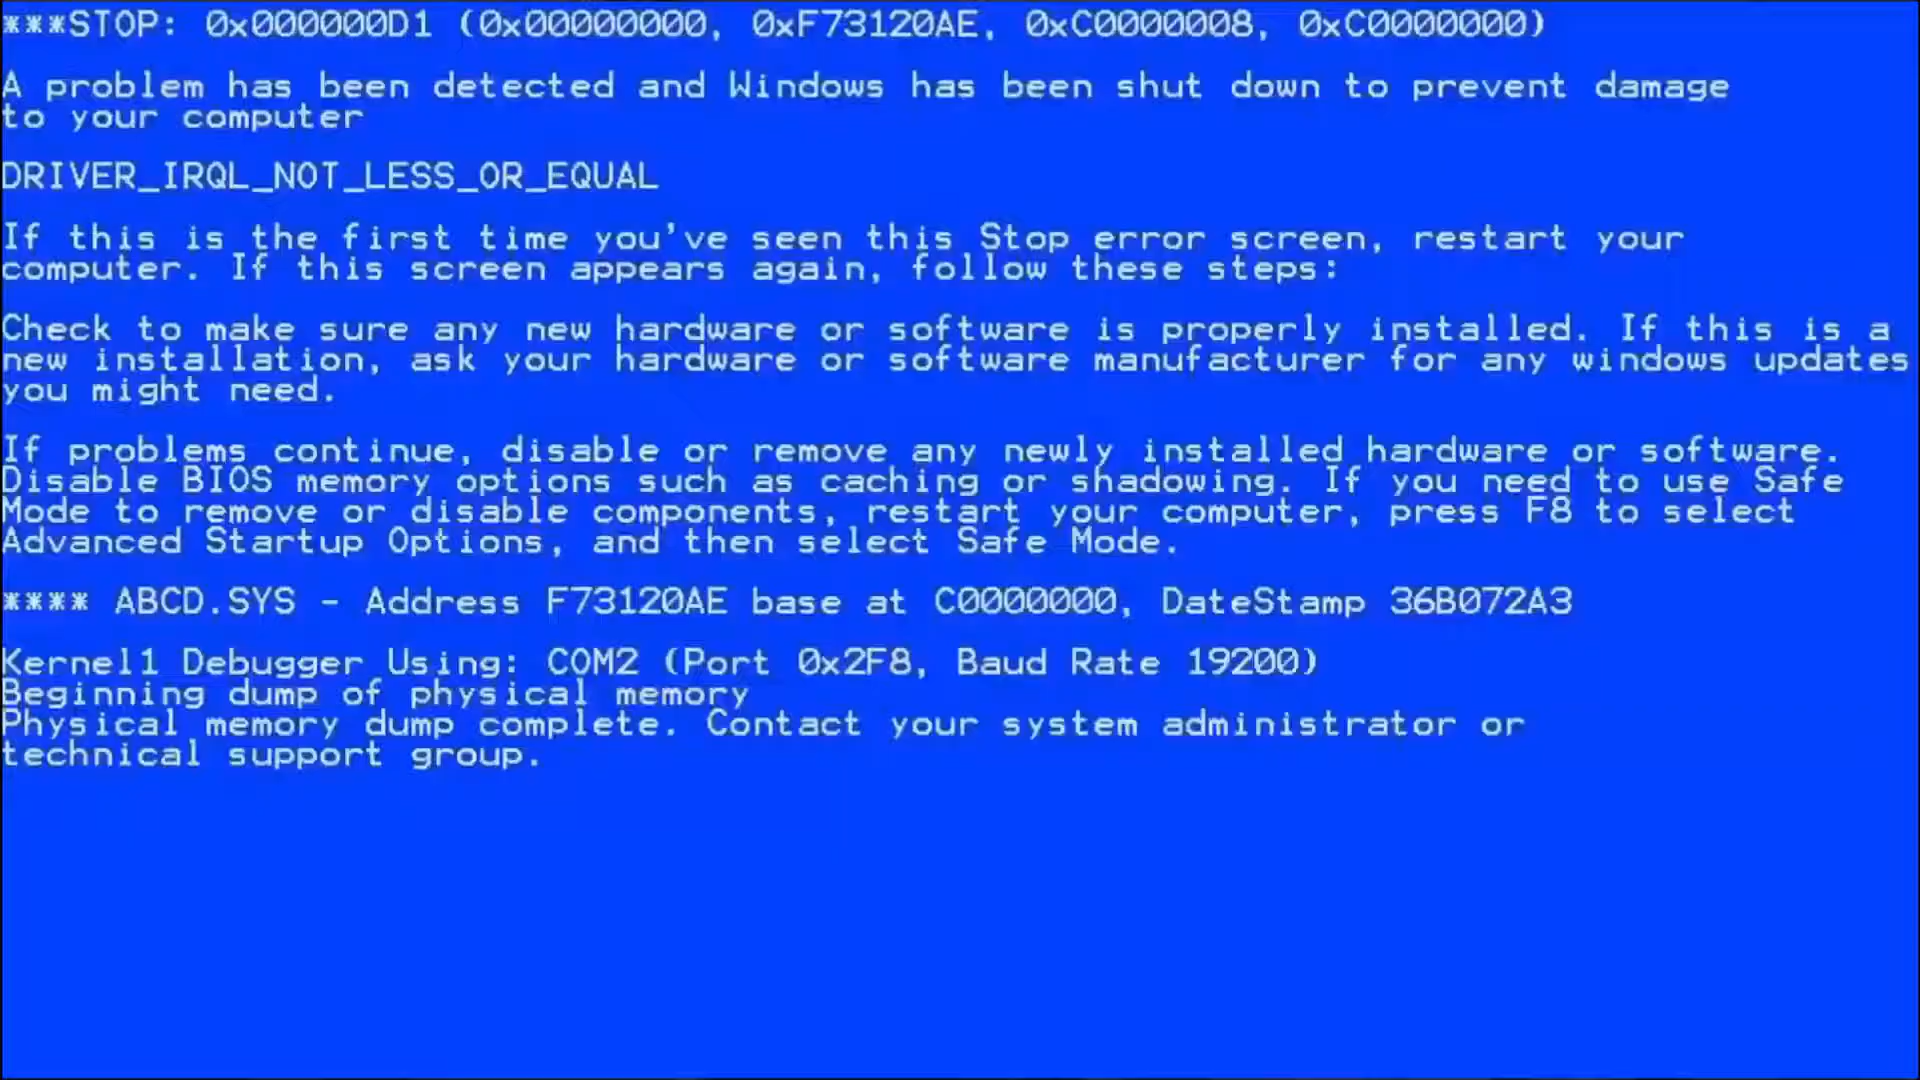 ***STOP: 0x000000D1 (0x00000000, 0xF73120AE, 0xC0000008, 0xC0000000)
A problem has been detected and Windows has been shut down to prevent damage
to your computer
DRIVER_IRQL_NOT_LESS_OR_EQUAL
If this is the first time you've seen this Stop error screen, restart your
computer. If this screen appears again, follow these steps:
Check to make sure any new hardware or software is properly installed. If this is a
new installation, ask your hardware or software manufacturer for any windows updates
you might need.
If problems continue, disable or remove any newly installed hardware or software.
Disable BIOS memory options such as caching or shadowing. If you need to use Safe
Mode to remove or disable components, restart your computer, press F8 to select
Advanced Startup Options, and then select Safe Mode.
**** ABCD.SYS - Address F73120AE base at C0000000, DateStamp 36B072A3
Kernel1 Debugger Using: COM2 (Port 0x2F8, Baud Rate 19200)
Beginning dump of physical memory
Physical memory dump complete. Contact your system administrator or
technical support group.